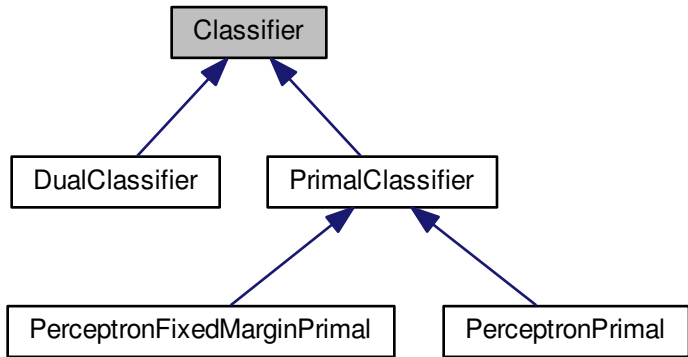 Classifier
DualClassifier
PrimalClassifier
PerceptronFixedMarginPrimal
PerceptronPrimal